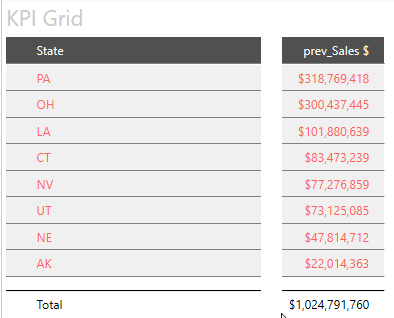 KPI Grid
State prev_Sales $
PA $318,769,418
OH $300,437,445
LA $101,880,639
CT $83,473,239
NV $77,276,859
UT $73,125,085
NE $47,814,712
AK $22,014,363
Total $1,024,791,760